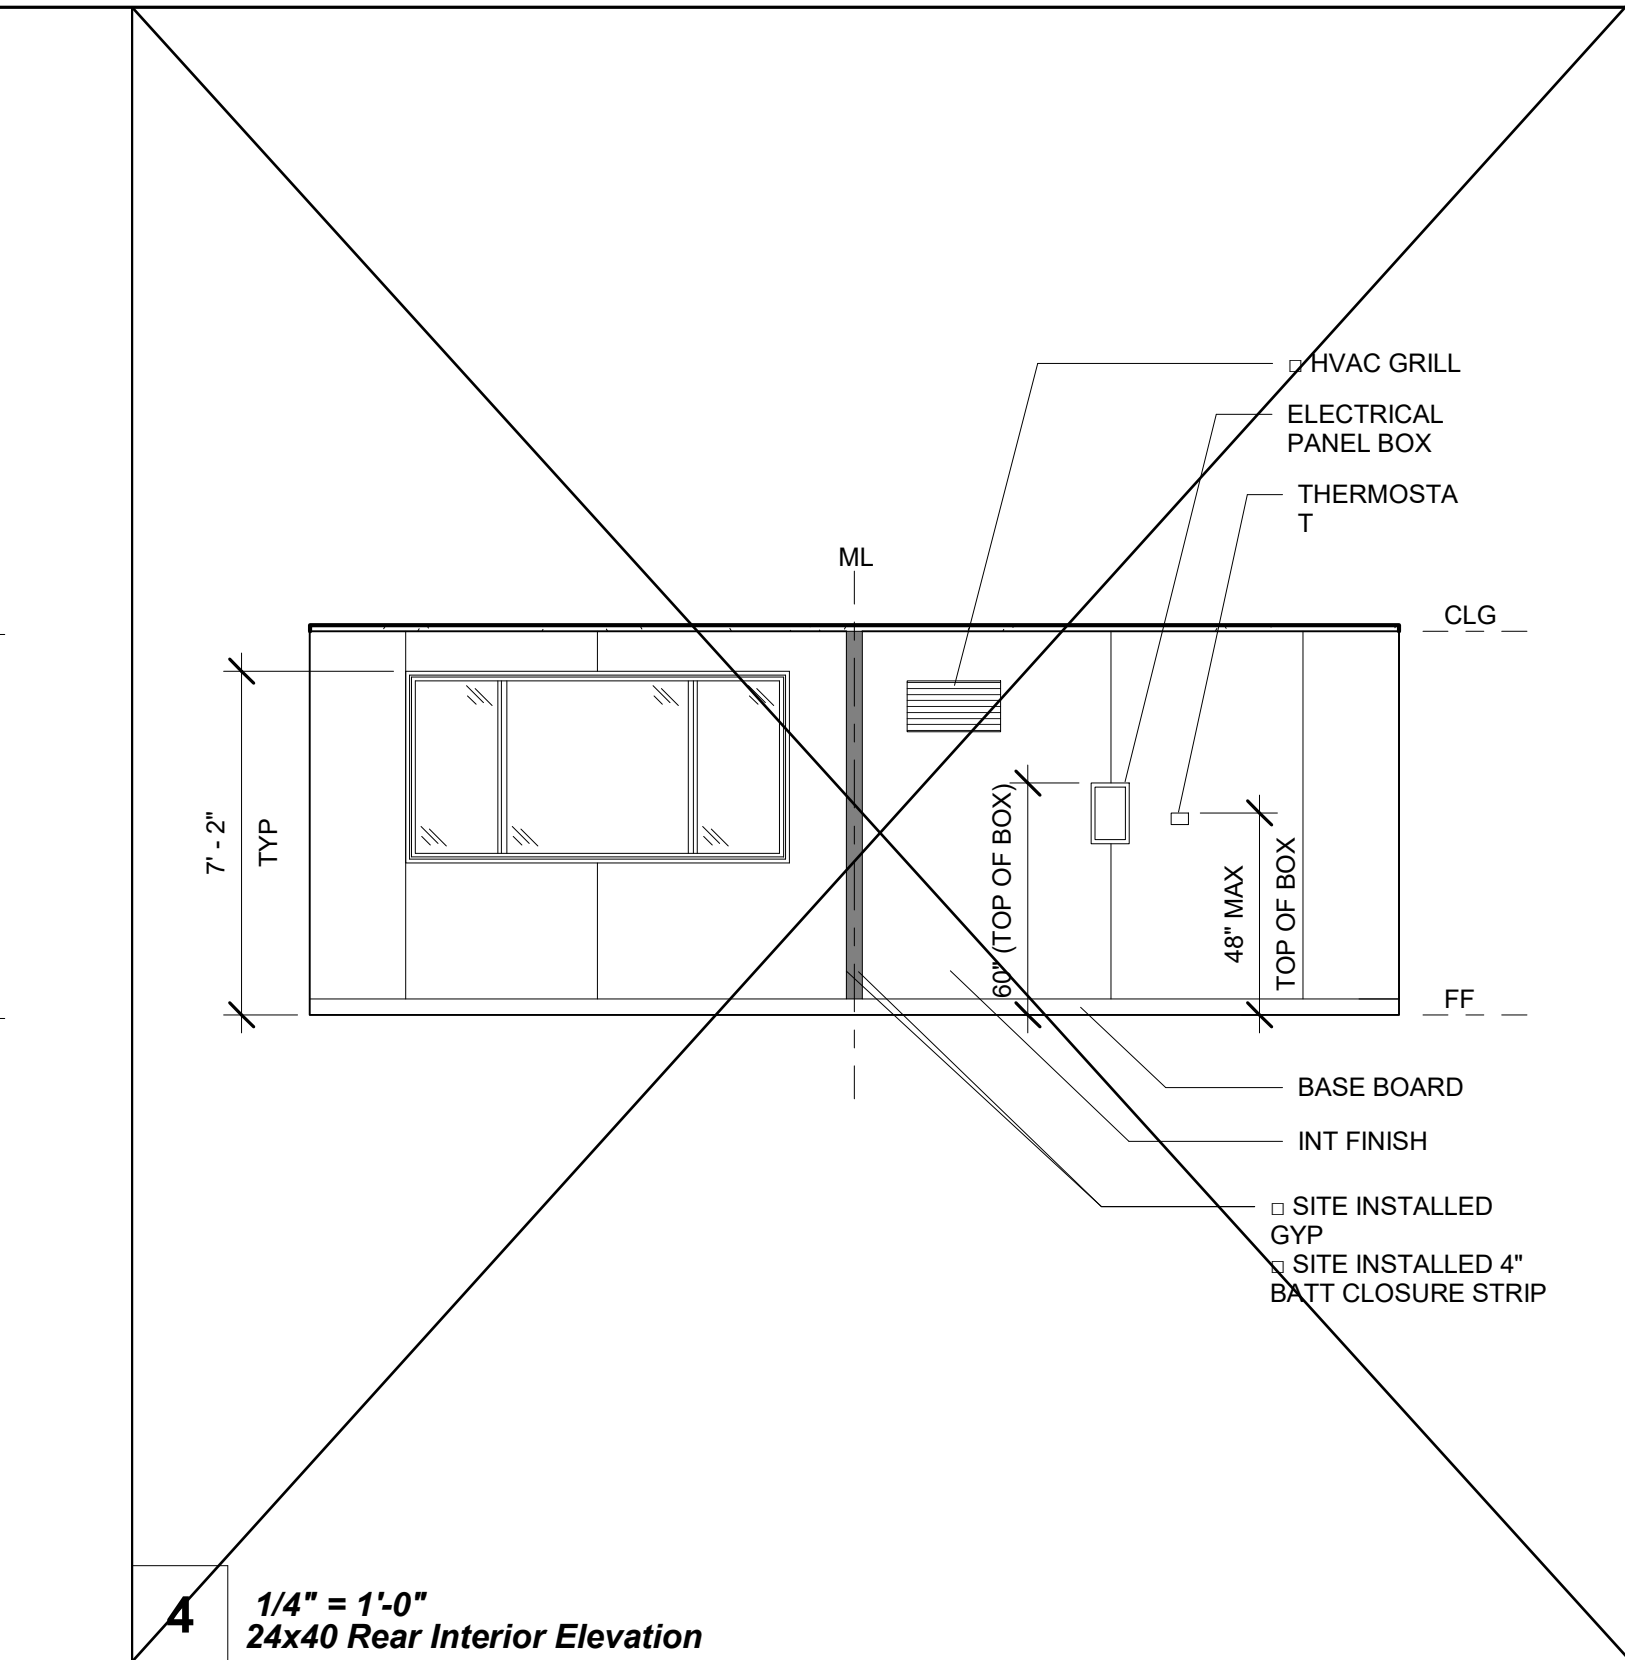 □ HVAC GRILL
ELECTRICAL
PANEL BOX
THERMOSTA
T
ML
CLG
7' - 2"
TYP
60" (TOP OF BOX)
48" MAX
TOP OF BOX
FF
BASE BOARD
INT FINISH
□ SITE INSTALLED
GYP
□ SITE INSTALLED 4"
BATT CLOSURE STRIP
4
1/4" = 1'-0"
24x40 Rear Interior Elevation